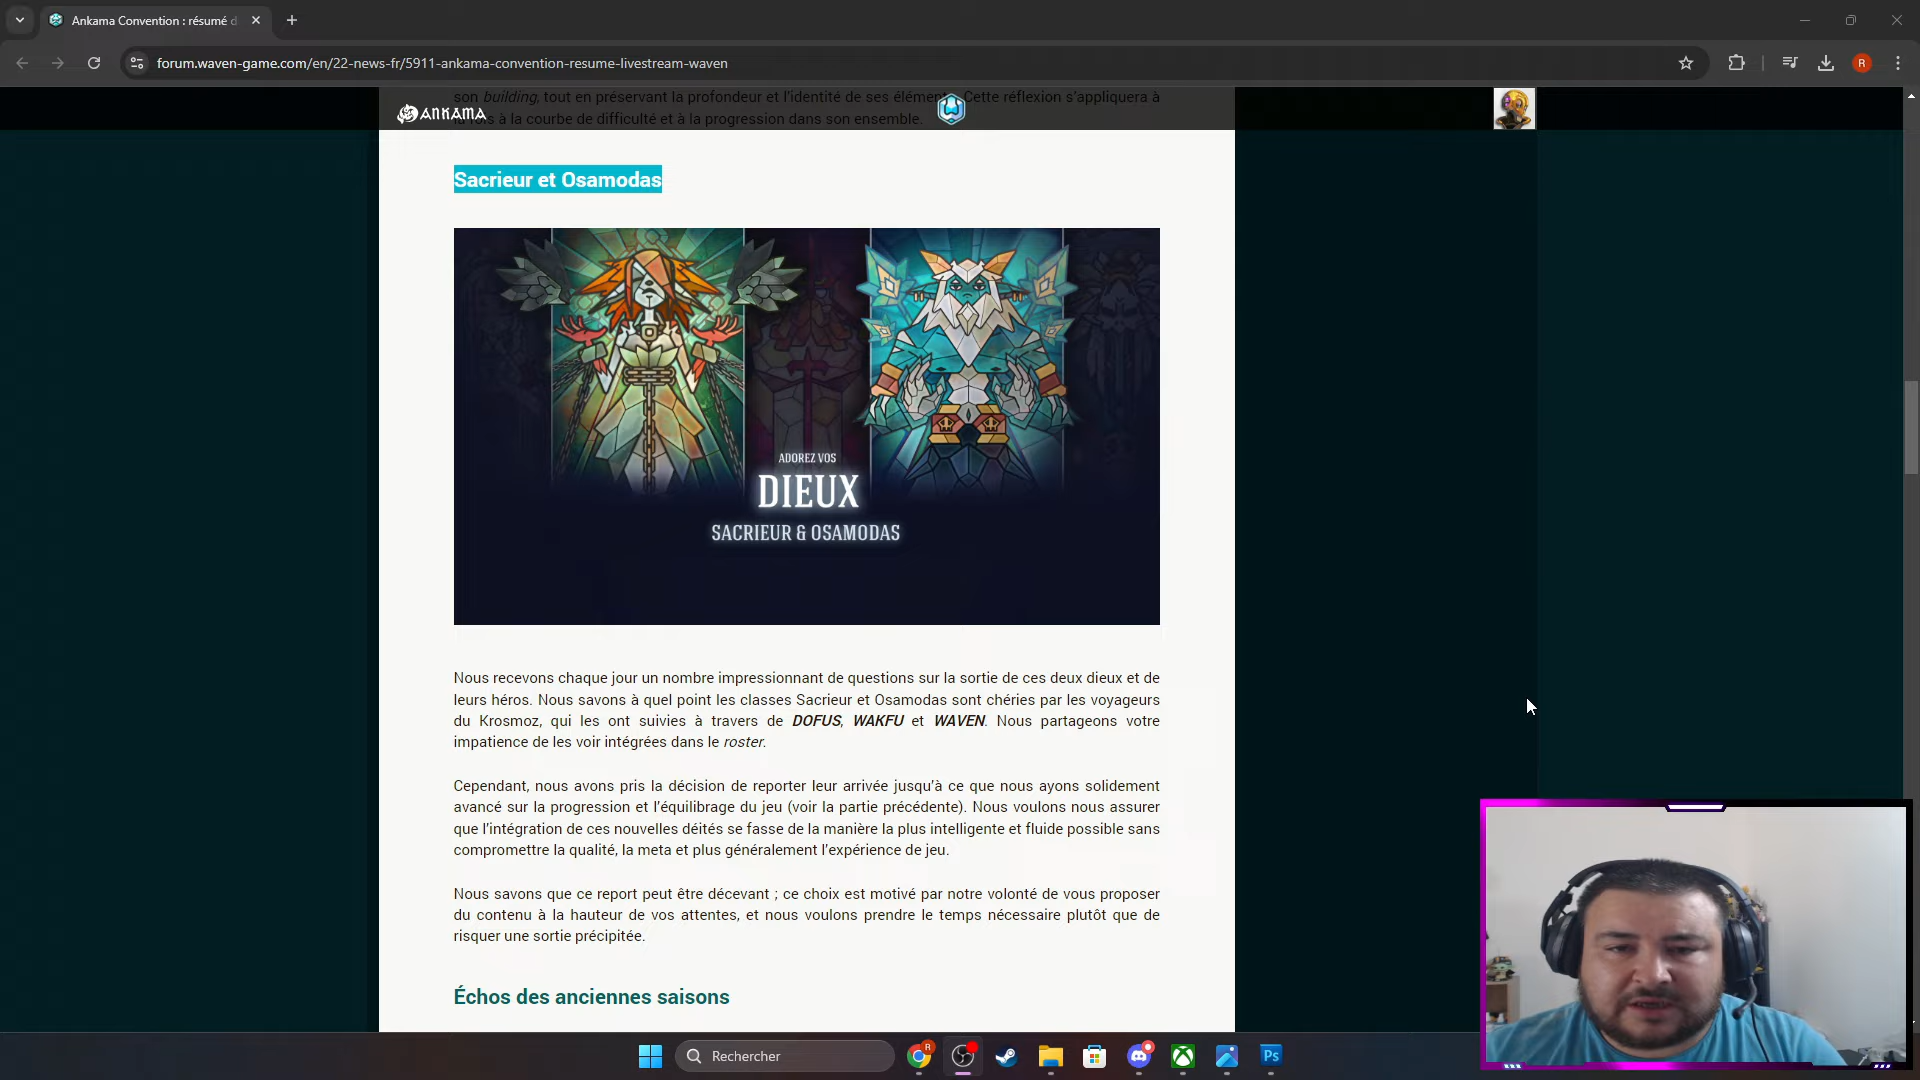 Ankama Convention : résumé d
forum.waven-game.com/en/22-news-fr/5911-ankama-convention-resume-livestream-waven
R
son building, tout en préservant la profondeur et l'identité de ses éléments. Cette réflexion s'appliquera à
ANKAMA
la fois à la courbe de difficulté et à la progression dans son ensemble.
Sacrieur et Osamodas
ADOREZ VOS
DIEUX
SACRIEUR & OSAMODAS
Nous recevons chaque jour un nombre impressionnant de questions sur la sortie de ces deux dieux et de
leurs héros. Nous savons à quel point les classes Sacrieur et Osamodas sont chéries par les voyageurs
du Krosmoz, qui les ont suivies à travers de DOFUS, WAKFU et WAVEN. Nous partageons votre
impatience de les voir intégrées dans le roster.
Cependant, nous avons pris la décision de reporter leur arrivée jusqu'à ce que nous ayons solidement
avancé sur la progression et l'équilibrage du jeu (voir la partie précédente). Nous voulons nous assurer
que l'intégration de ces nouvelles déités se fasse de la manière la plus intelligente et fluide possible sans
compromettre la qualité, la meta et plus généralement l'expérience de jeu.
Nous savons que ce report peut être décevant ; ce choix est motivé par notre volonté de vous proposer
du contenu à la hauteur de vos attentes, et nous voulons prendre le temps nécessaire plutôt que de
risquer une sortie précipitée.
Échos des anciennes saisons
Rechercher
R
Ps